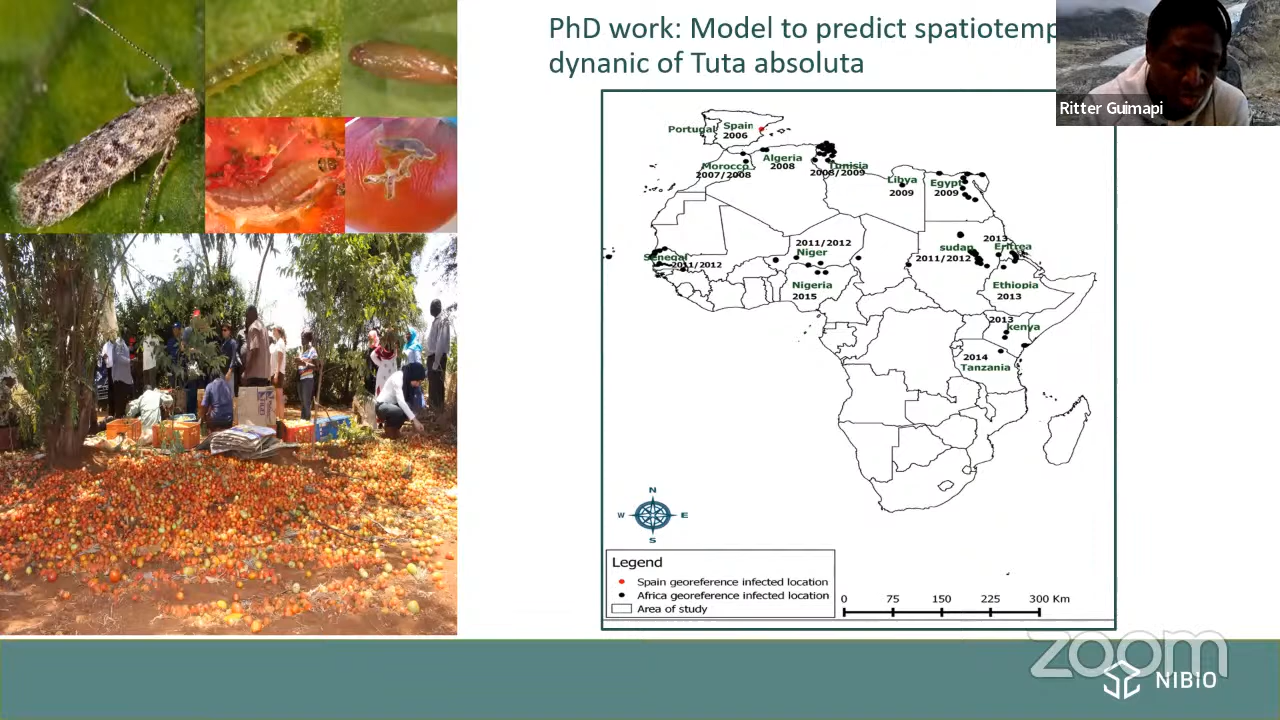 PhD work: Model to predict spatiotemp
dynanic of Tuta absoluta
Ritter Guimapi
Portugal
Spain
2006
Morocco
2007/2008
Algeria
2008
Tunisia
2008/2009
Libya
2009
Egypt
2009
Senegal
2011/2012
2011/2012
Niger
Nigeria
2015
sudan
2011/2012
2013
Eritrea
Ethiopia
2013
2013
kenya
2014
Tanzania
N
W
E
S
Legend
Spain georeference infected location
Africa georeference infected location
Area of study
0 75 150 225 300 Km
zoom
NIBIO